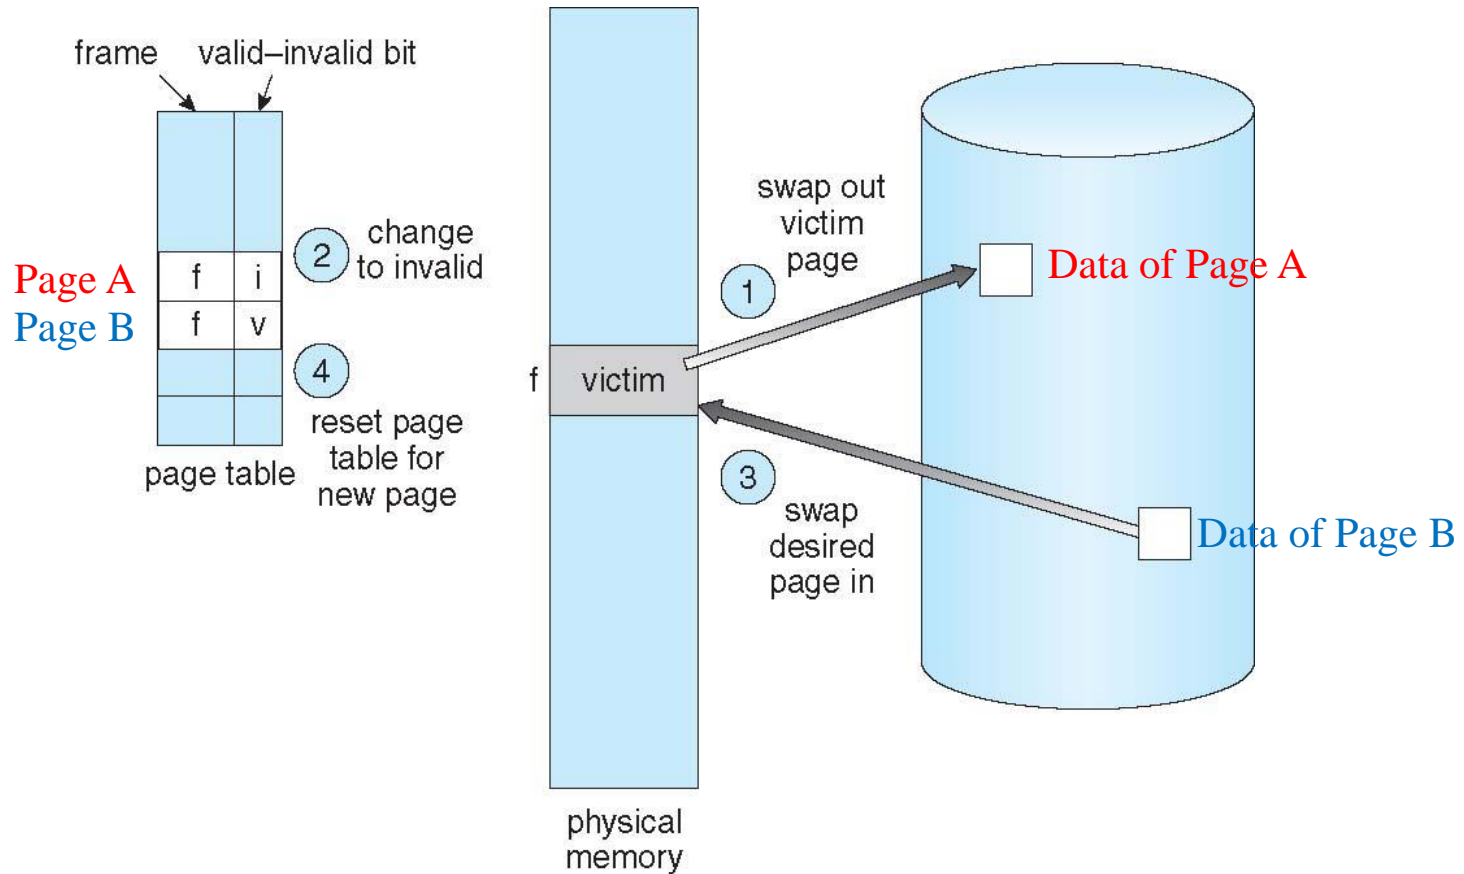 frame
valid–invalid bit
Page A
f
i
Page B
f
v
2
change
to invalid
4
reset page
table for
new page
page table
f
victim
physical
memory
swap out
victim
page
1
Data of Page A
3
swap
desired
page in
Data of Page B